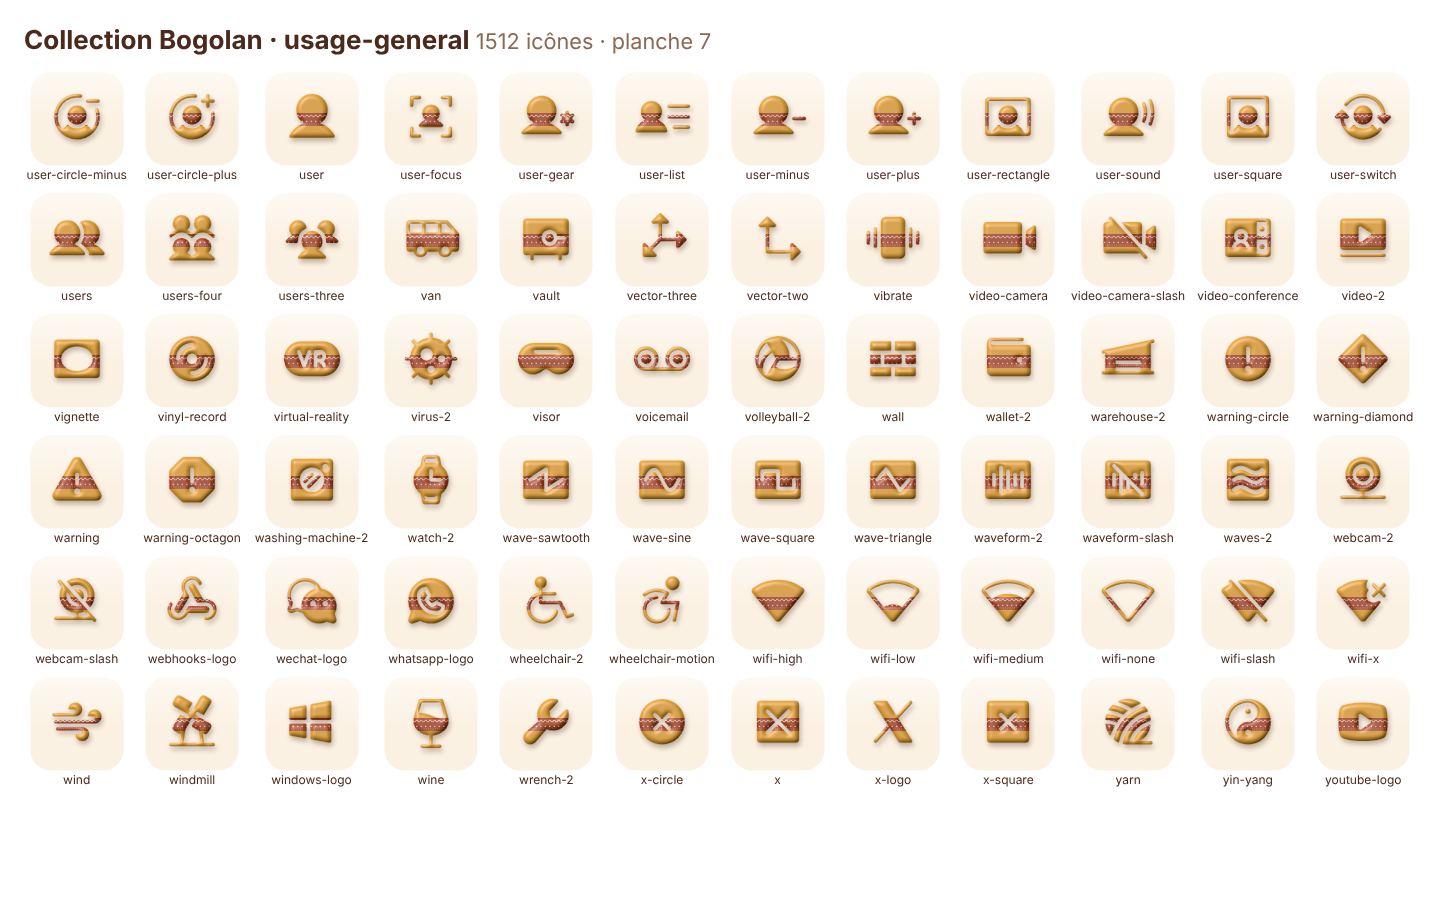 Collection Bogolan · usage-general 1512 icônes · planche 7
user-circle-minus user-circle-plus user user-focus user-gear user-list user-minus user-plus user-rectangle user-sound user-square user-switch
users users-four users-three van vault vector-three vector-two vibrate video-camera video-camera-slash video-conference video-2
VR
vignette vinyl-record virtual-reality virus-2 visor voicemail volleyball-2 wall wallet-2 warehouse-2 warning-circle warning-diamond
warning warning-octagon washing-machine-2 watch-2 wave-sawtooth wave-sine wave-square wave-triangle waveform-2 waveform-slash waves-2 webcam-2
webcam-slash webhooks-logo wechat-logo whatsapp-logo wheelchair-2 wheelchair-motion wifi-high wifi-low wifi-medium wifi-none wifi-slash wifi-x
wind windmill windows-logo wine wrench-2 x-circle x x-logo x-square yarn yin-yang youtube-logo